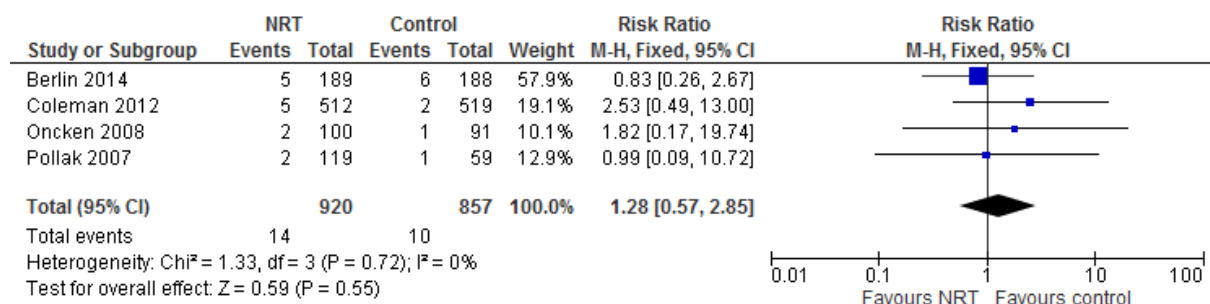 NRT Control Risk Ratio Risk Ratio
Study or Subgroup Events Total Events Total Weight M-H, Fixed, 95% CI M-H, Fixed, 95% CI
Berlin 2014 5 189 6 188 57.9% 0.83 [0.26, 2.67]
Coleman 2012 5 512 2 519 19.1% 2.53 [0.49, 13.00]
Oncken 2008 2 100 1 91 10.1% 1.82 [0.17, 19.74]
Pollak 2007 2 119 1 59 12.9% 0.99 [0.09, 10.72]
Total (95% CI) 920 857 100.0% 1.28 [0.57, 2.85]
Total events 14 10
Heterogeneity: Chi² = 1.33, df = 3 (P = 0.72); I² = 0%
Test for overall effect: Z = 0.59 (P = 0.55)
0.01 0.1 1 10 100
Favours NRT Favours control